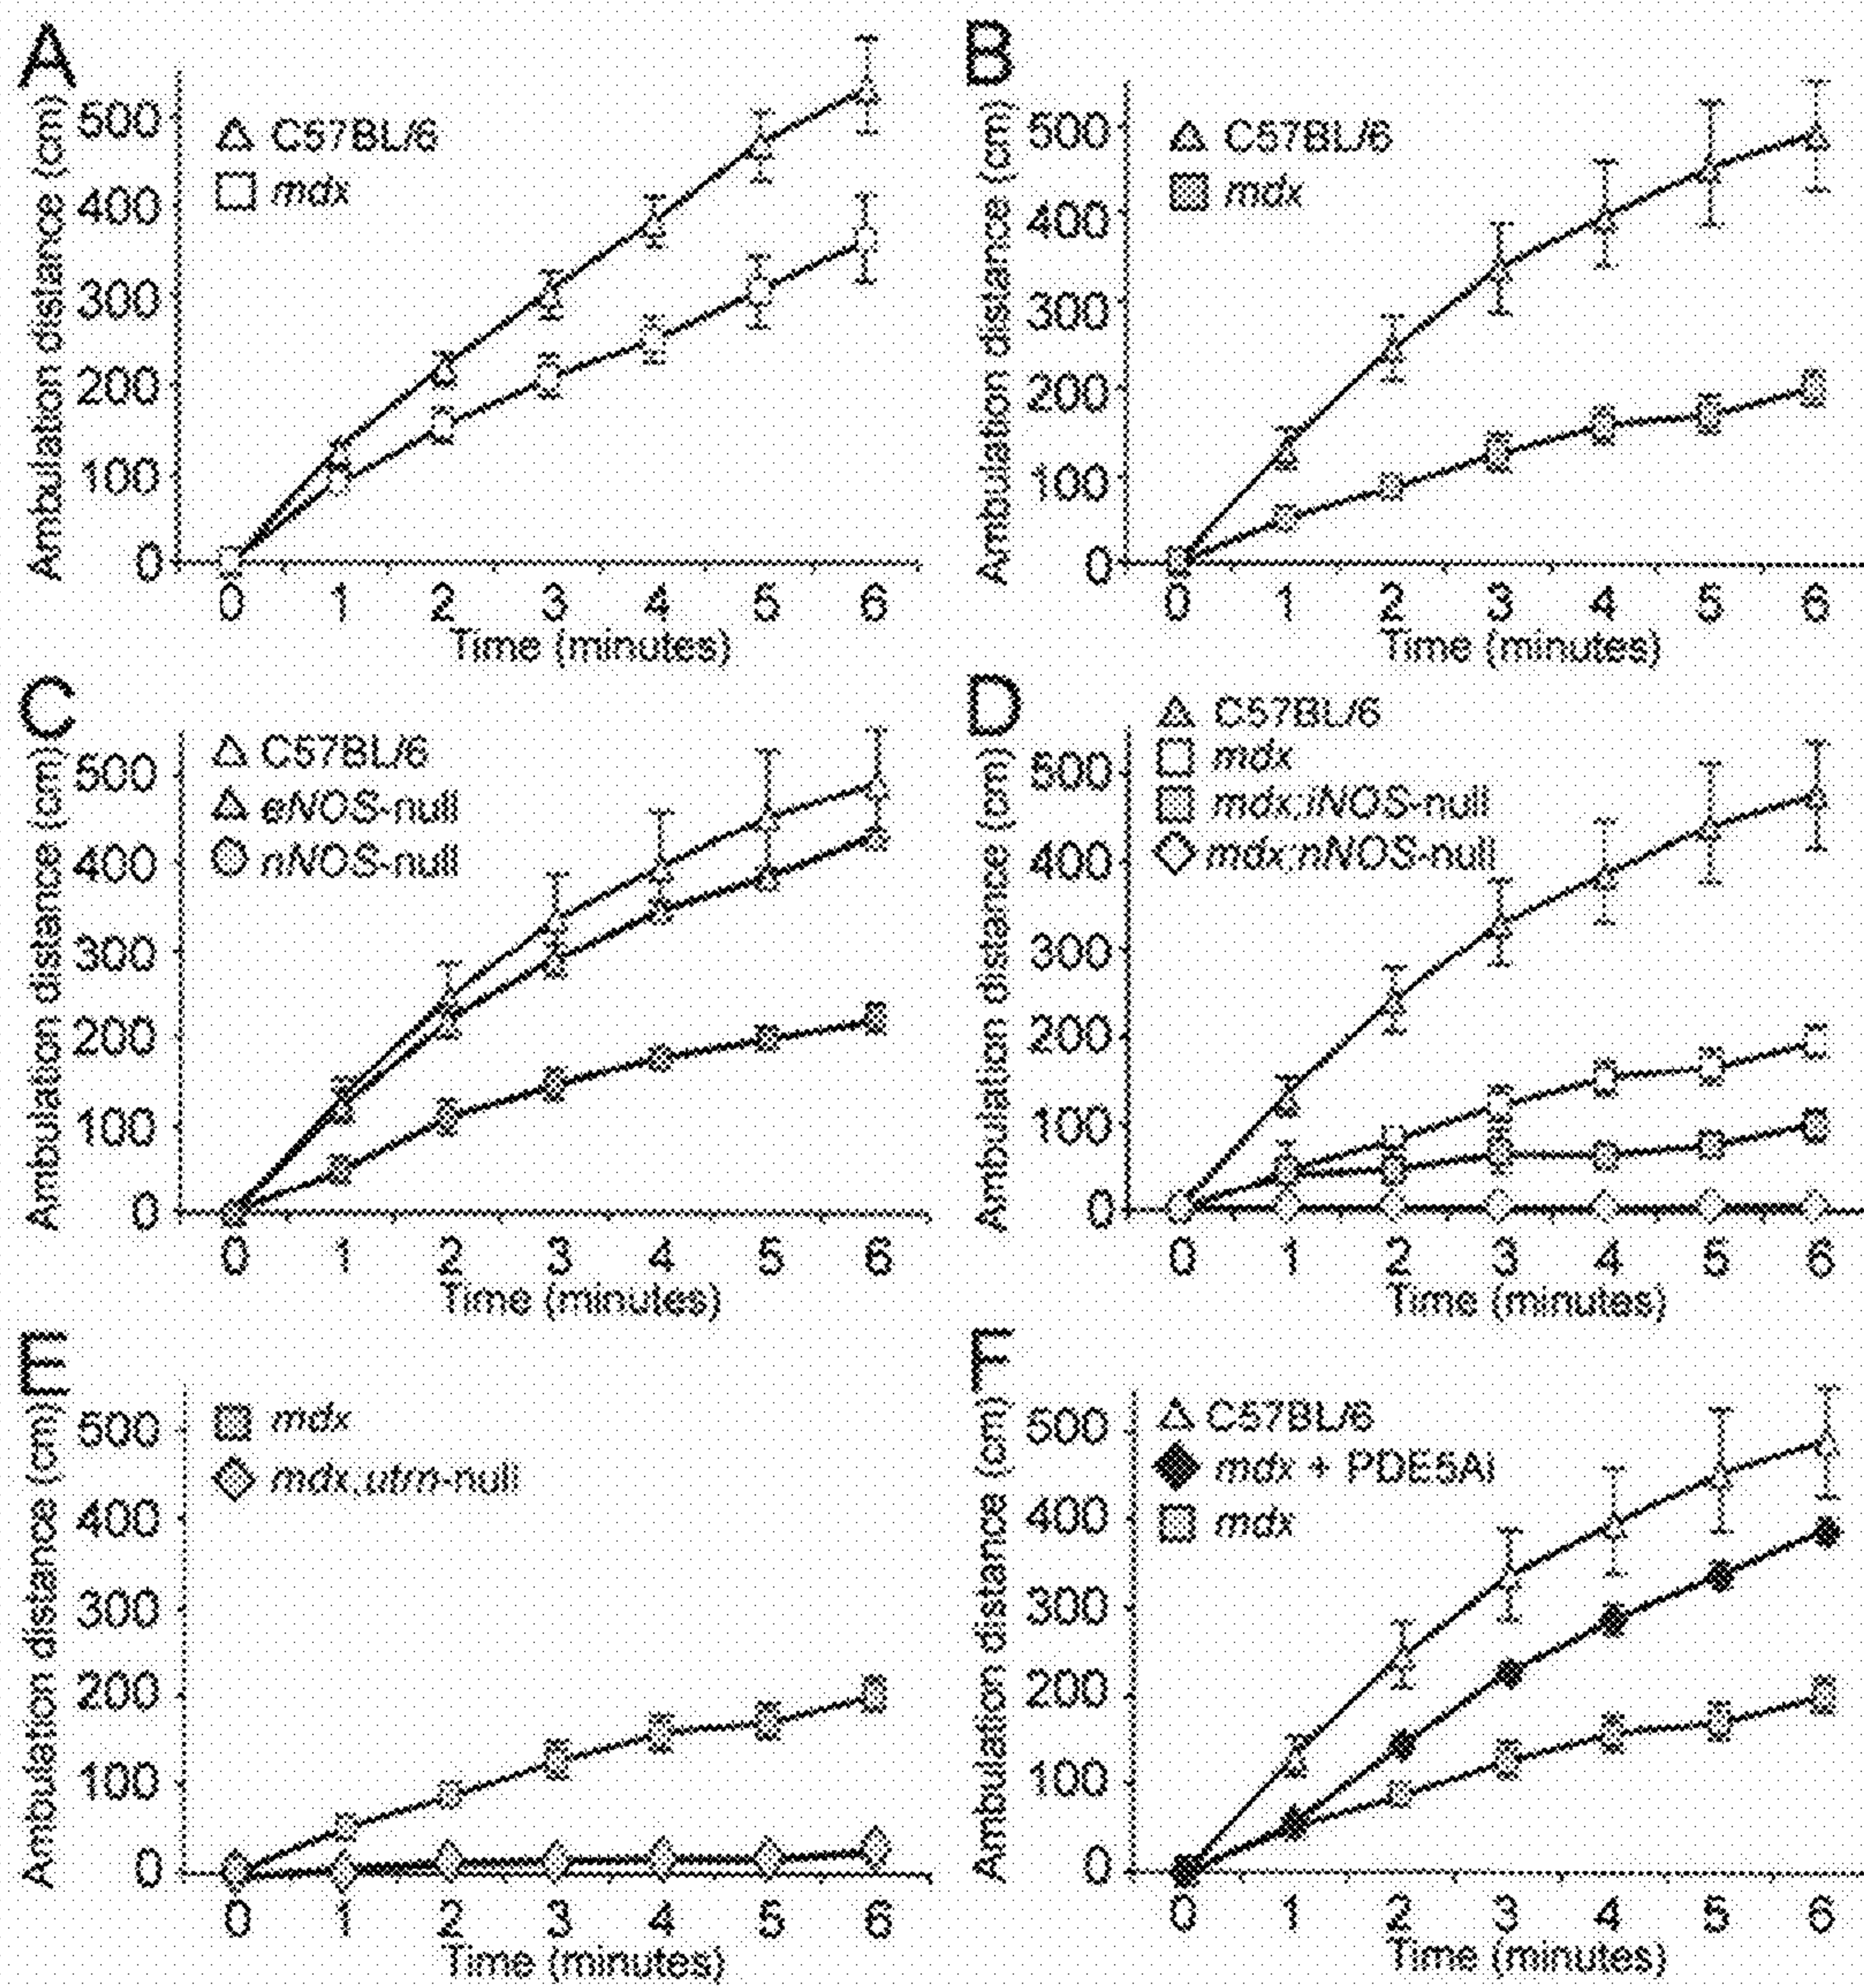 A
Ambulation distance (cm)
500
400
300
200
100
0
C57BL/6
mdx
0 1 2 3 4 5 6
Time (minutes)
B
Ambulation distance (cm)
500
400
300
200
100
0
C57BL/6
mdx
0 1 2 3 4 5 6
Time (minutes)
C
Ambulation distance (cm)
500
400
300
200
100
0
C57BL/6
eNOS-null
nNOS-null
0 1 2 3 4 5 6
Time (minutes)
D
Ambulation distance (cm)
500
400
300
200
100
0
C57BL/6
mdx
mdx;iNOS-null
mdx;nNOS-null
0 1 2 3 4 5 6
Time (minutes)
E
Ambulation distance (cm)
500
400
300
200
100
0
mdx
mdx;utrn-null
0 1 2 3 4 5 6
Time (minutes)
F
Ambulation distance (cm)
500
400
300
200
100
0
C57BL/6
mdx + PDE5Ai
mdx
0 1 2 3 4 5 6
Time (minutes)